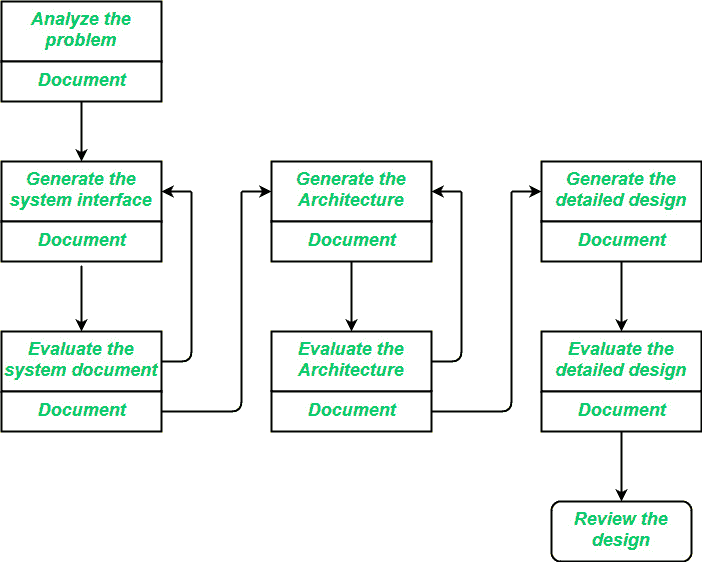 Analyze the
problem
Document
Generate the
system interface
Document
Evaluate the
system document
Document
Generate the
Architecture
Document
Evaluate the
Architecture
Document
Generate the
detailed design
Document
Evaluate the
detailed design
Document
Review the
design